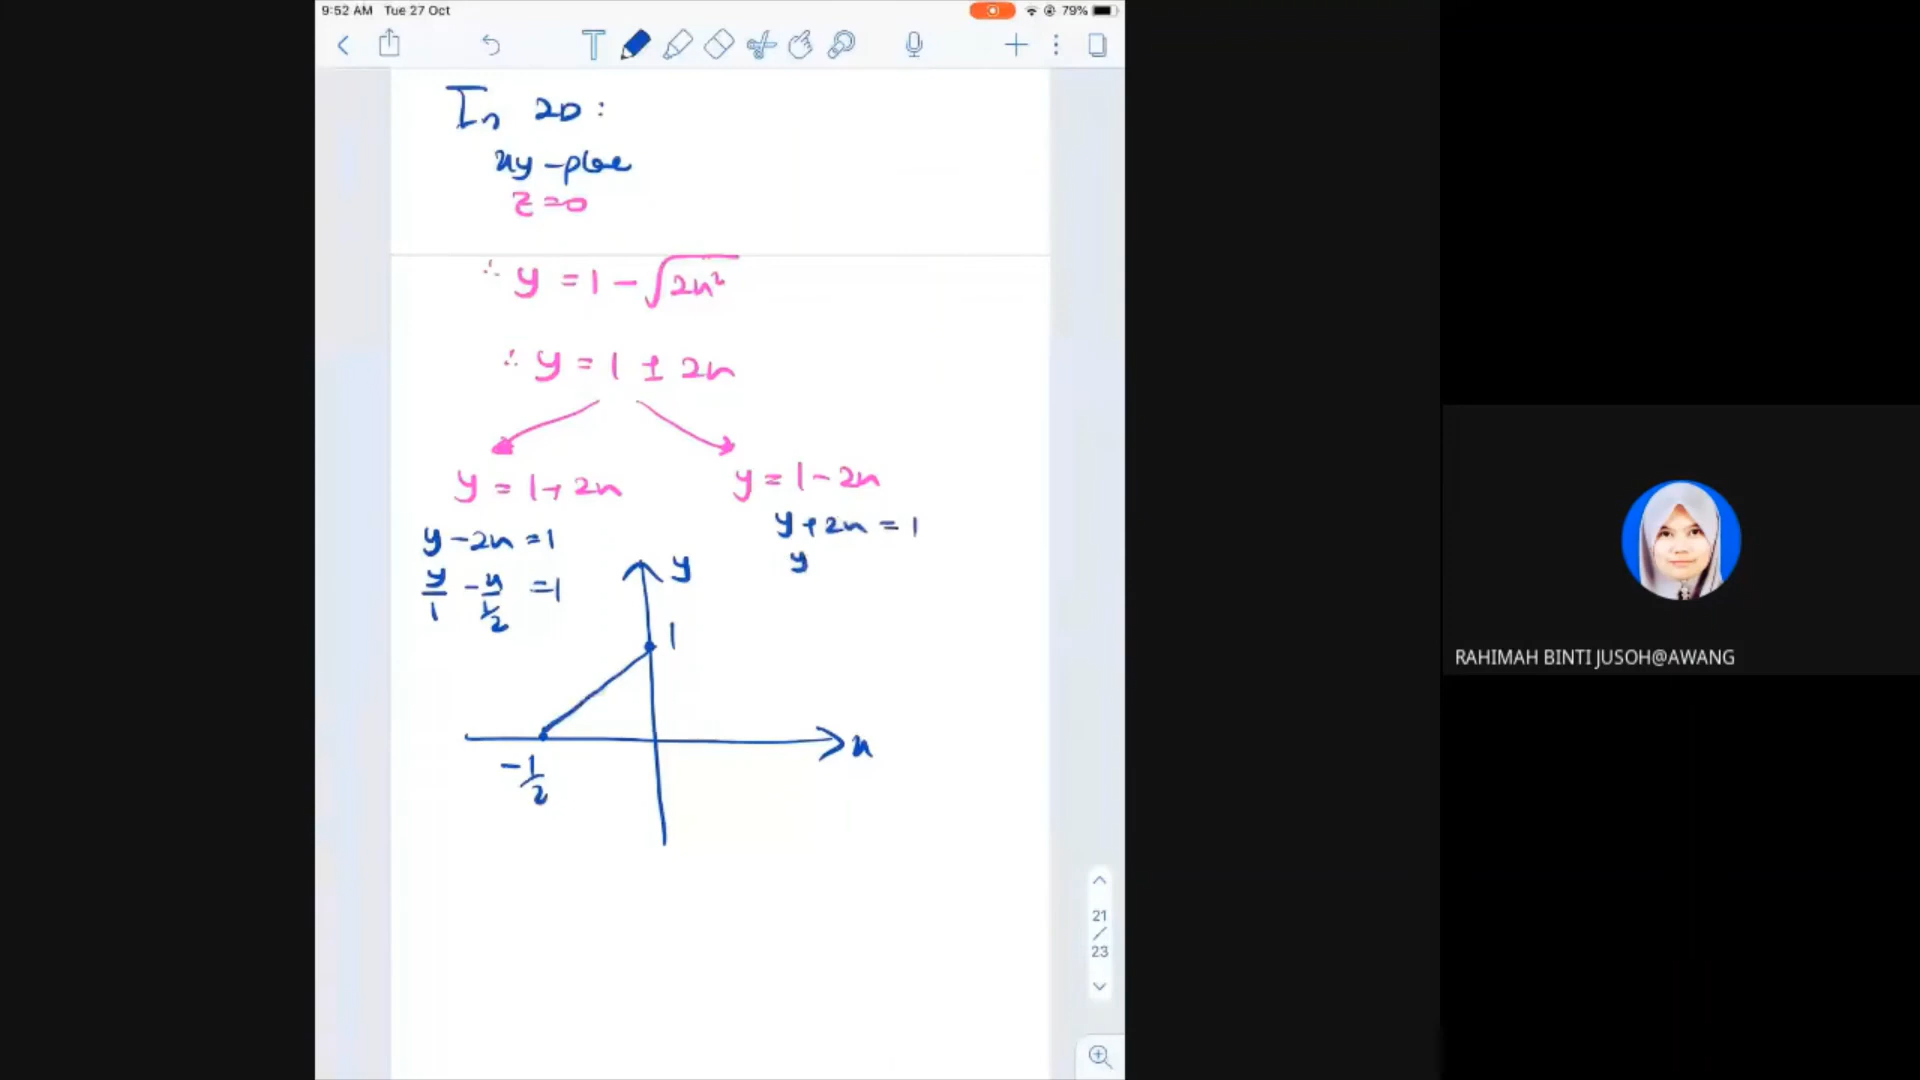 9:52 AM Tue 27 Oct
79%
T
In 2D :
xy-plane
z=0
∴ y = 1 - √2x²
∴ y = 1 ± 2x
y = 1+2x
y = 1-2x
y-2x=1
y+2x=1
y/1 - x/½ =1
y
y
1
x
-1/2
21
/
23
RAHIMAH BINTI JUSOH@AWANG